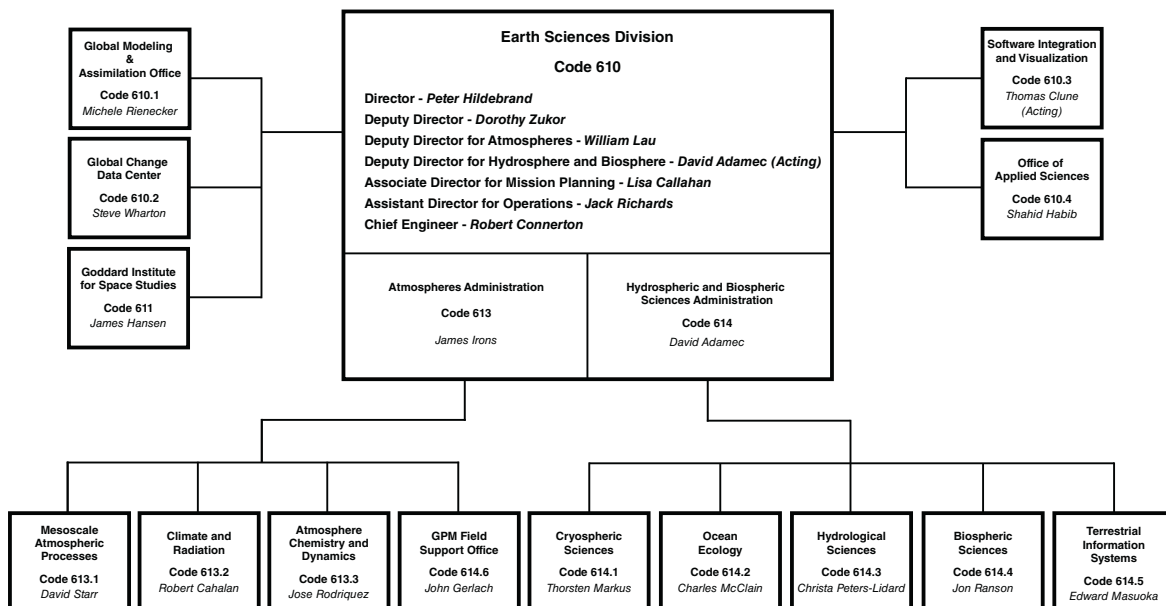 Global Modeling
&
Assimilation Office
Code 610.1
Michele Rienecker
Global Change
Data Center
Code 610.2
Steve Wharton
Goddard Institute
for Space Studies
Code 611
James Hansen
Earth Sciences Division
Code 610
Director - Peter Hildebrand
Deputy Director - Dorothy Zukor
Deputy Director for Atmospheres - William Lau
Deputy Director for Hydrosphere and Biosphere - David Adamec (Acting)
Associate Director for Mission Planning - Lisa Callahan
Assistant Director for Operations - Jack Richards
Chief Engineer - Robert Connerton
Atmospheres Administration
Code 613
James Irons
Hydrospheric and Biospheric
Sciences Administration
Code 614
David Adamec
Software Integration
and Visualization
Code 610.3
Thomas Clune
(Acting)
Office of
Applied Sciences
Code 610.4
Shahid Habib
Mesoscale
Atmospheric
Processes
Code 613.1
David Starr
Climate and
Radiation
Code 613.2
Robert Cahalan
Atmosphere
Chemistry and
Dynamics
Code 613.3
Jose Rodriquez
GPM Field
Support Office
Code 614.6
John Gerlach
Cryospheric
Sciences
Code 614.1
Thorsten Markus
Ocean
Ecology
Code 614.2
Charles McClain
Hydrological
Sciences
Code 614.3
Christa Peters-Lidard
Biospheric
Sciences
Code 614.4
Jon Ranson
Terrestrial
Information
Systems
Code 614.5
Edward Masuoka